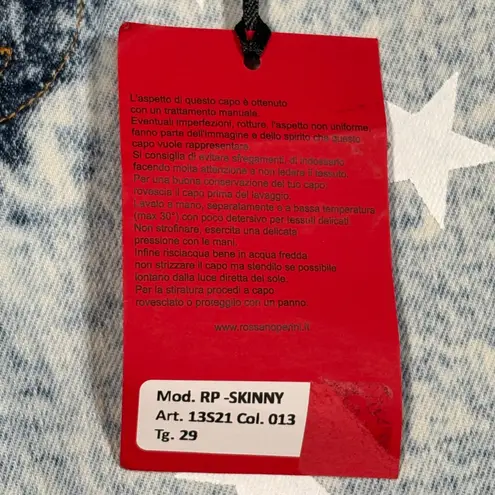 L'aspetto di questo capo è ottenuto
con un trattamento manuale.
Eventuali imperfezioni, rotture, l'aspetto non uniforme,
fanno parte dell'immagine e dello spirito che questo
capo vuole rappresentare.
Si consiglia di evitare sfregamenti, di indossarlo
facendo molta attenzione a non ledere il tessuto.
Per una buona conservazione del tuo capo
rovescia il capo prima del lavaggio.
Lavalo a mano, separatamente e a bassa temperatura
(max 30°) con poco detersivo per tessuti delicati.
Non strofinare, esercita una delicata
pressione con le mani.
Infine risciacque bene in acqua fredda
non strizzare il capo ma stendilo se possibile
lontano dalla luce diretta del sole.
Per la stiratura procedi a capo
rovesciato o proteggilo con un panno.
Mod. RP -SKINNY
Art. 13S21 Col. 013
Tg. 29